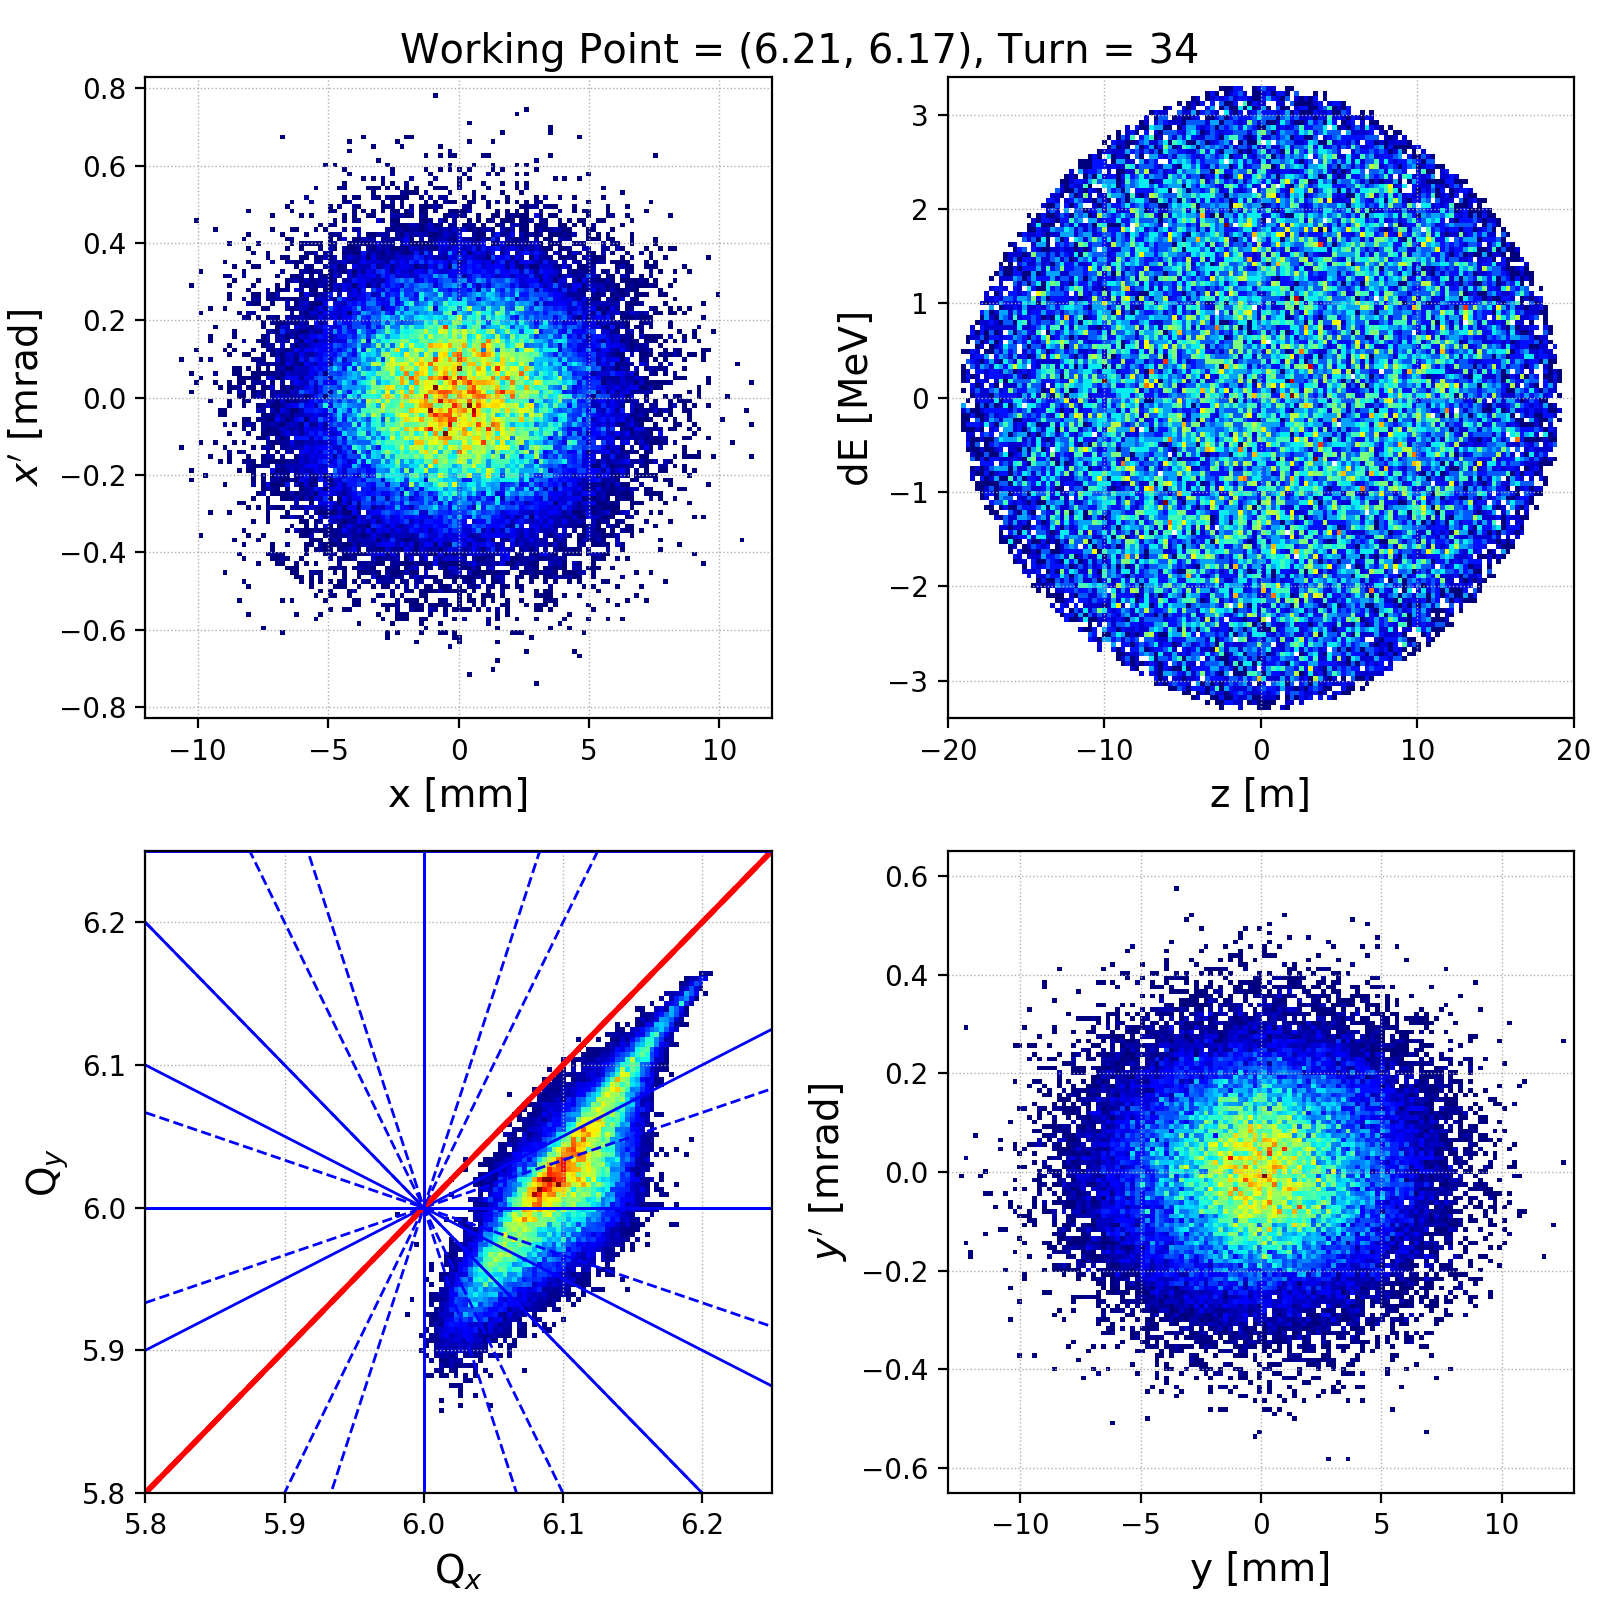 Working Point = (6.21, 6.17), Turn = 34
0.8
0.6
0.4
0.2
0.0
−0.2
−0.4
−0.6
−0.8
x′ [mrad]
−10 −5 0 5 10
x [mm]
3
2
1
0
−1
−2
−3
dE [MeV]
−20 −10 0 10 20
z [m]
6.2
6.1
6.0
5.9
5.8
Qy
5.8 5.9 6.0 6.1 6.2
Qx
0.6
0.4
0.2
0.0
−0.2
−0.4
−0.6
y′ [mrad]
−10 −5 0 5 10
y [mm]